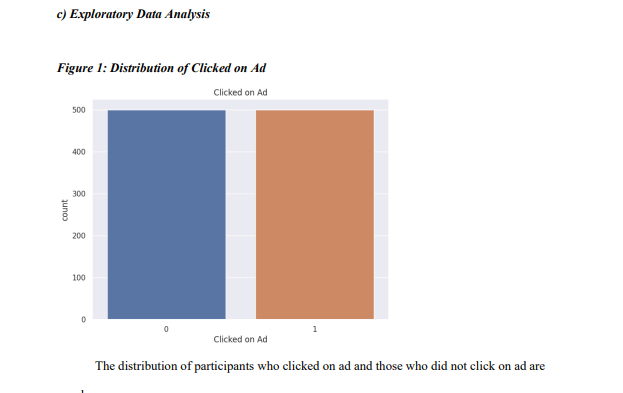 c) Exploratory Data Analysis
Figure 1: Distribution of Clicked on Ad
Clicked on Ad
500
400
300
200
100
0
count
0 1
Clicked on Ad
The distribution of participants who clicked on ad and those who did not click on ad are